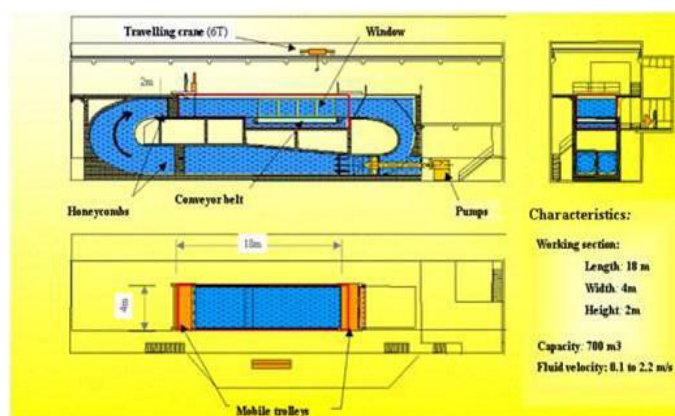 Travelling crane (6T)
Window
2m
Honeycombs
Conveyor belt
Pumps
18m
4m
Mobile trolleys
Characteristics:
Working section:
Length: 18 m
Width: 4m
Height: 2m
Capacity: 700 m3
Fluid velocity: 0.1 to 2.2 m/s